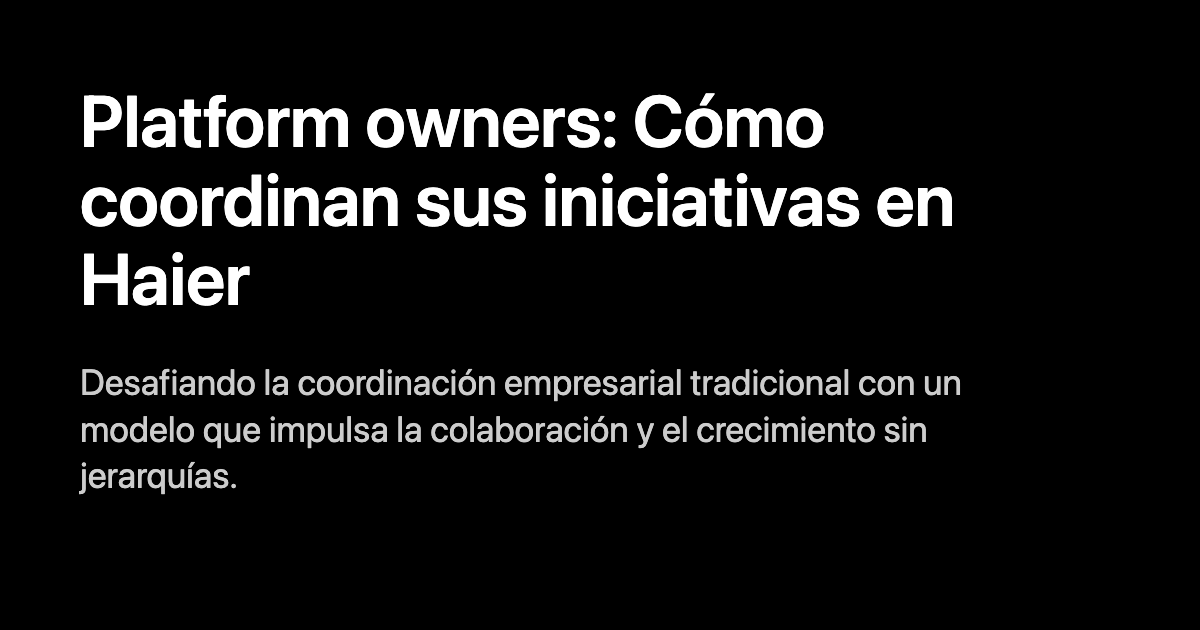 Platform owners: Cómo
coordinan sus iniciativas en
Haier
Desafiando la coordinación empresarial tradicional con un
modelo que impulsa la colaboración y el crecimiento sin
jerarquías.